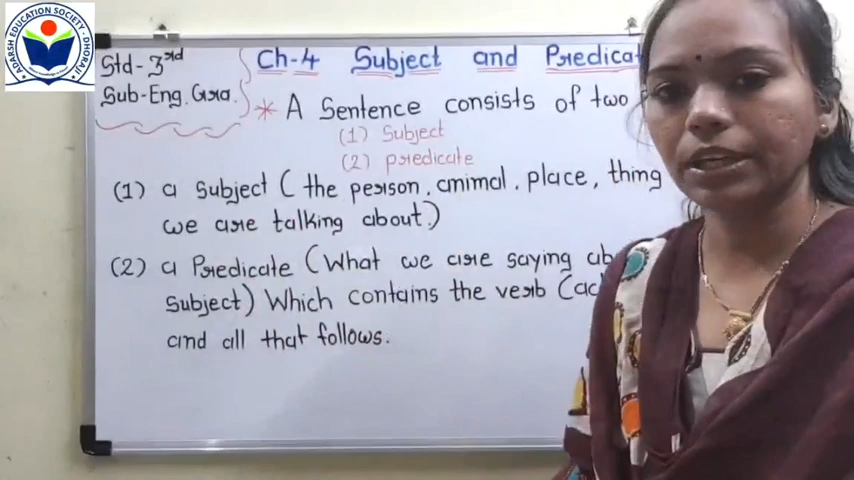 ADARSH EDUCATION SOCIETY, DHORAJI
Std-3rd
Sub-Eng. Gra.
Ch-4 Subject and Predicat
* A Sentence consists of two
(1) Subject
(2) predicate
(1) a subject ( the person, animal, place, thing
we are talking about.)
(2) a Predicate (What we are saying ab
subject) Which contains the verb (ac
and all that follows.